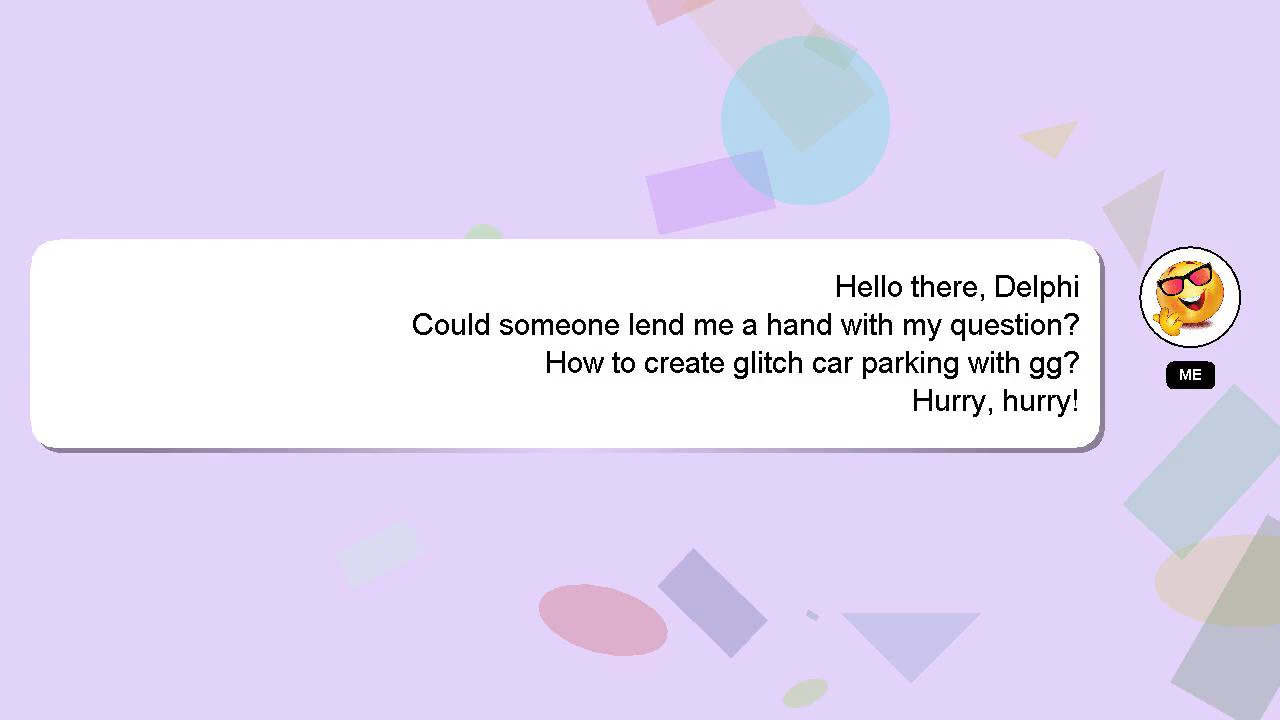 Hello there, Delphi
Could someone lend me a hand with my question?
How to create glitch car parking with gg?
Hurry, hurry!
ME